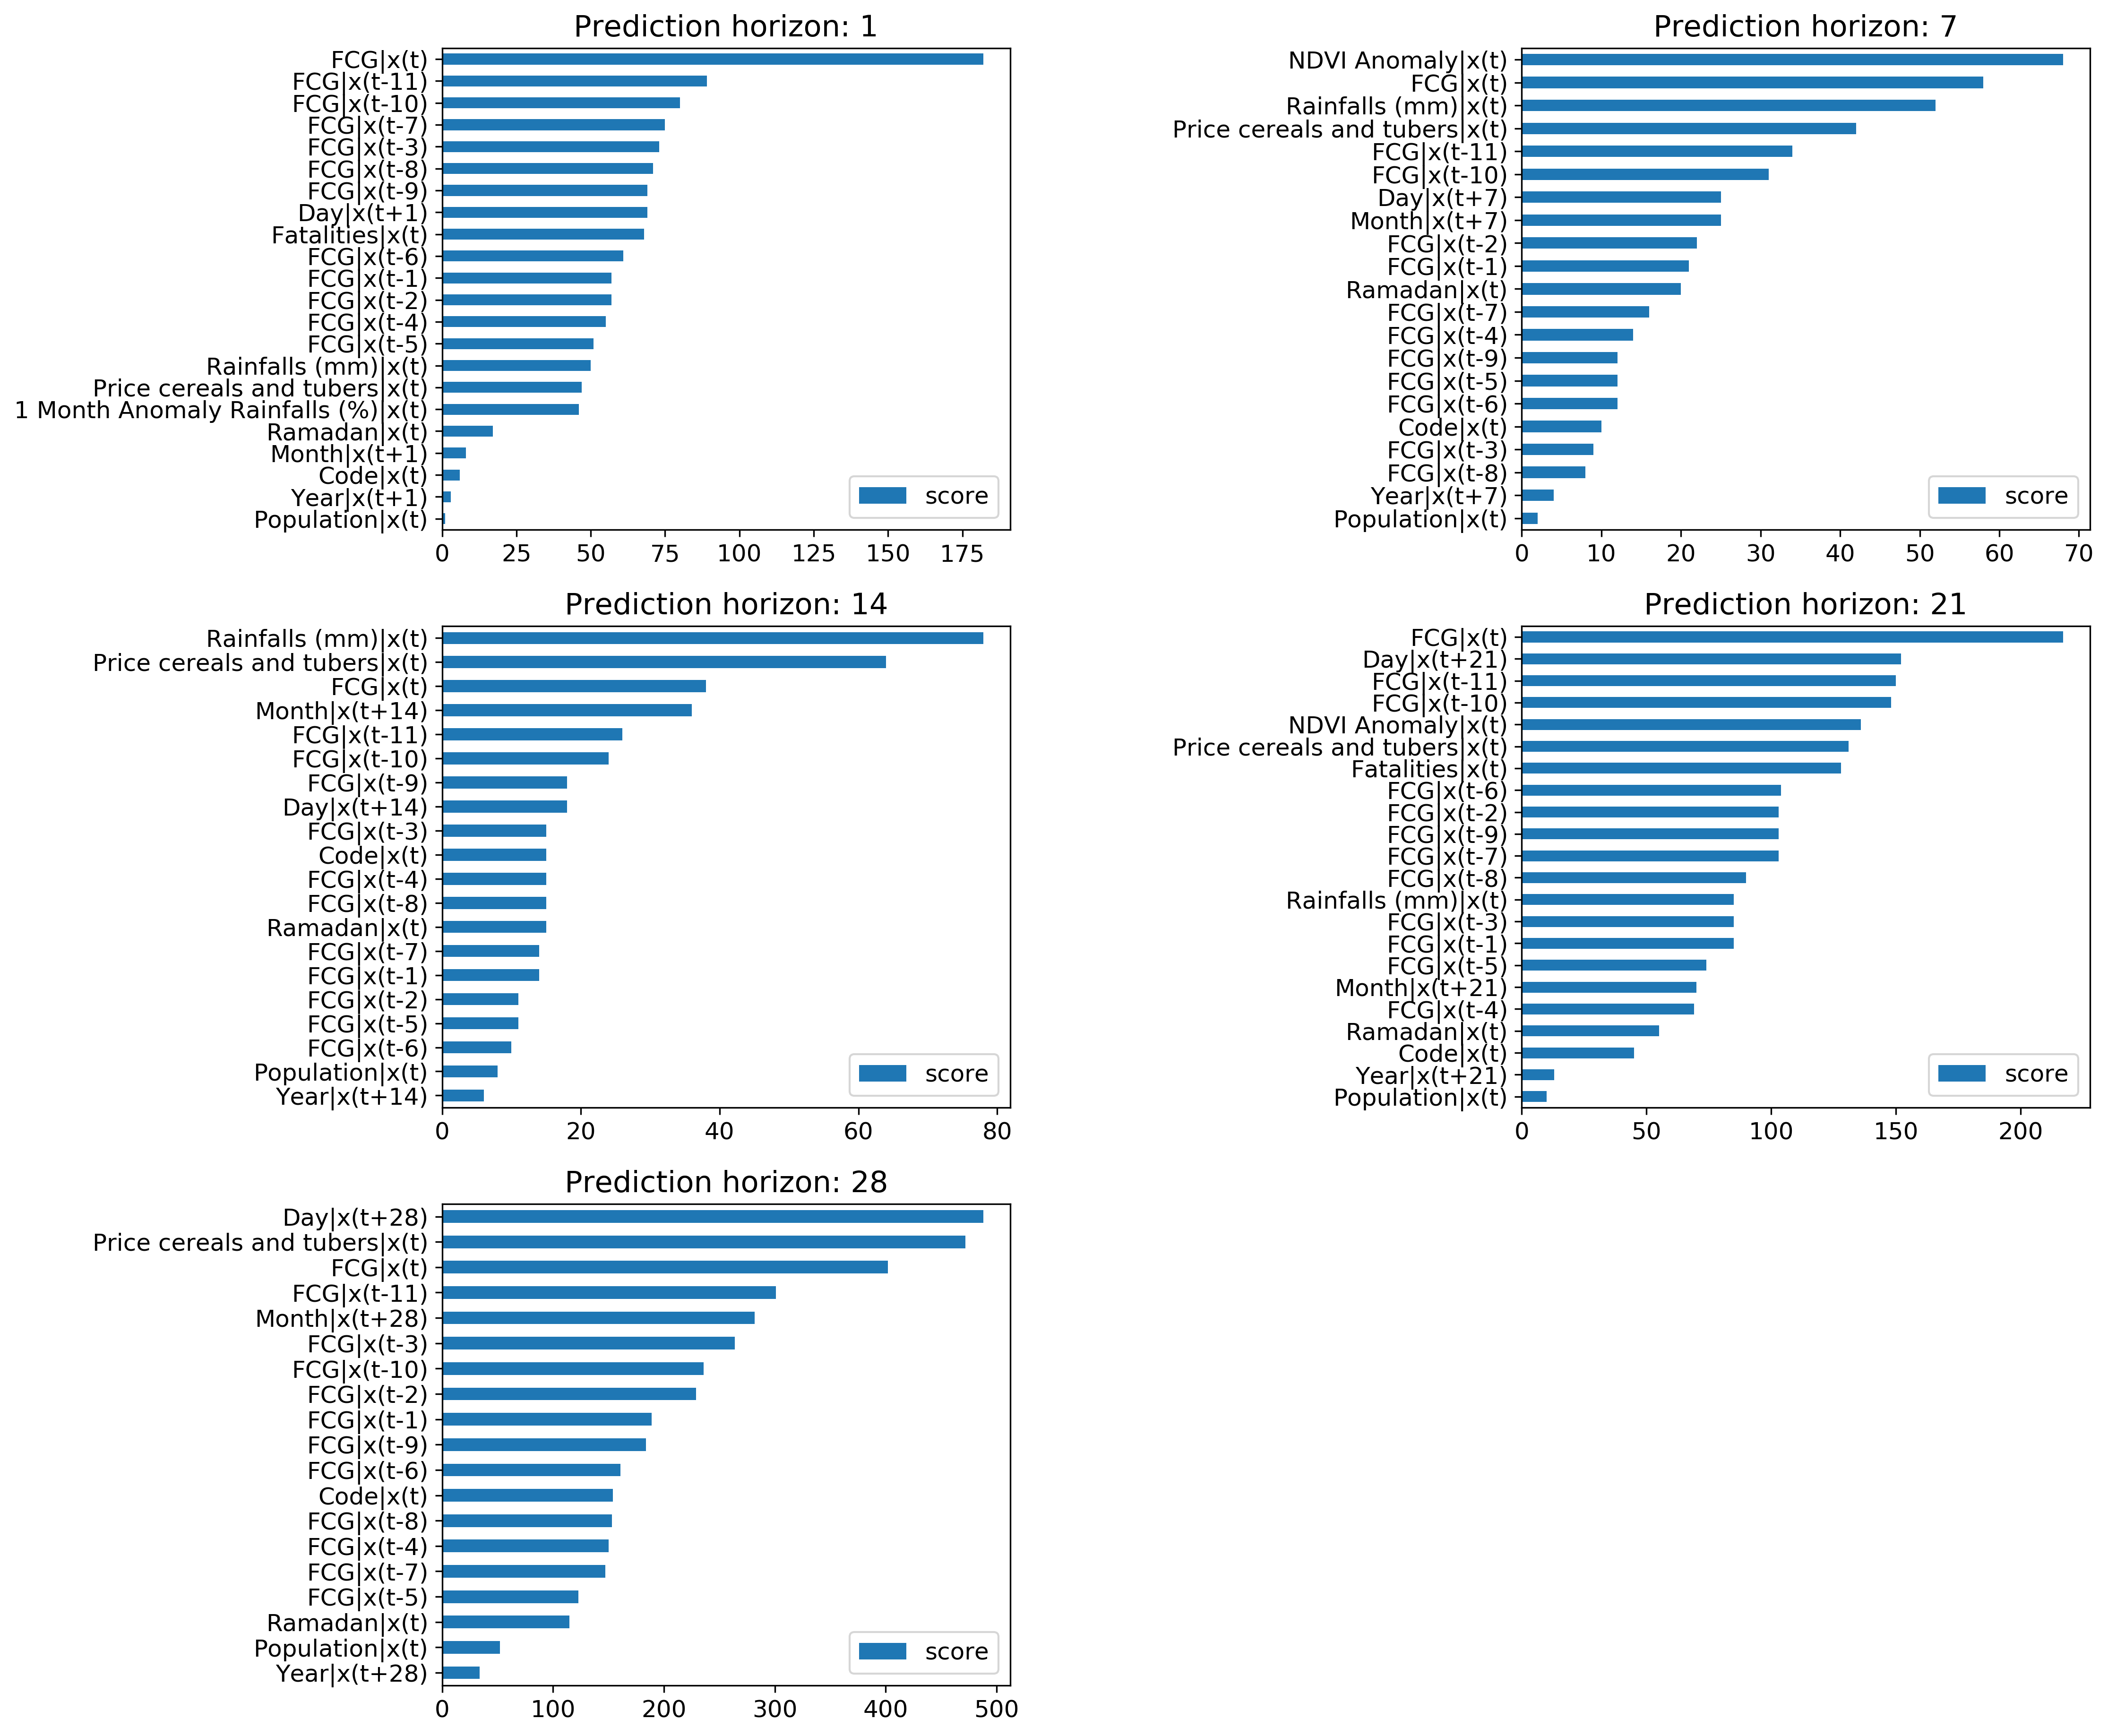 Prediction horizon: 1
FCG|x(t)
FCG|x(t-11)
FCG|x(t-10)
FCG|x(t-7)
FCG|x(t-3)
FCG|x(t-8)
FCG|x(t-9)
Day|x(t+1)
Fatalities|x(t)
FCG|x(t-6)
FCG|x(t-1)
FCG|x(t-2)
FCG|x(t-4)
FCG|x(t-5)
Rainfalls (mm)|x(t)
Price cereals and tubers|x(t)
1 Month Anomaly Rainfalls (%)|x(t)
Ramadan|x(t)
Month|x(t+1)
Code|x(t)
Year|x(t+1)
Population|x(t)
score
0 25 50 75 100 125 150 175
Prediction horizon: 7
NDVI Anomaly|x(t)
FCG|x(t)
Rainfalls (mm)|x(t)
Price cereals and tubers|x(t)
FCG|x(t-11)
FCG|x(t-10)
Day|x(t+7)
Month|x(t+7)
FCG|x(t-2)
FCG|x(t-1)
Ramadan|x(t)
FCG|x(t-7)
FCG|x(t-4)
FCG|x(t-9)
FCG|x(t-5)
FCG|x(t-6)
Code|x(t)
FCG|x(t-3)
FCG|x(t-8)
Year|x(t+7)
Population|x(t)
score
0 10 20 30 40 50 60 70
Prediction horizon: 14
Rainfalls (mm)|x(t)
Price cereals and tubers|x(t)
FCG|x(t)
Month|x(t+14)
FCG|x(t-11)
FCG|x(t-10)
FCG|x(t-9)
Day|x(t+14)
FCG|x(t-3)
Code|x(t)
FCG|x(t-4)
FCG|x(t-8)
Ramadan|x(t)
FCG|x(t-7)
FCG|x(t-1)
FCG|x(t-2)
FCG|x(t-5)
FCG|x(t-6)
Population|x(t)
Year|x(t+14)
score
0 20 40 60 80
Prediction horizon: 21
FCG|x(t)
Day|x(t+21)
FCG|x(t-11)
FCG|x(t-10)
NDVI Anomaly|x(t)
Price cereals and tubers|x(t)
Fatalities|x(t)
FCG|x(t-6)
FCG|x(t-2)
FCG|x(t-9)
FCG|x(t-7)
FCG|x(t-8)
Rainfalls (mm)|x(t)
FCG|x(t-3)
FCG|x(t-1)
FCG|x(t-5)
Month|x(t+21)
FCG|x(t-4)
Ramadan|x(t)
Code|x(t)
Year|x(t+21)
Population|x(t)
score
0 50 100 150 200
Prediction horizon: 28
Day|x(t+28)
Price cereals and tubers|x(t)
FCG|x(t)
FCG|x(t-11)
Month|x(t+28)
FCG|x(t-3)
FCG|x(t-10)
FCG|x(t-2)
FCG|x(t-1)
FCG|x(t-9)
FCG|x(t-6)
Code|x(t)
FCG|x(t-8)
FCG|x(t-4)
FCG|x(t-7)
FCG|x(t-5)
Ramadan|x(t)
Population|x(t)
Year|x(t+28)
score
0 100 200 300 400 500